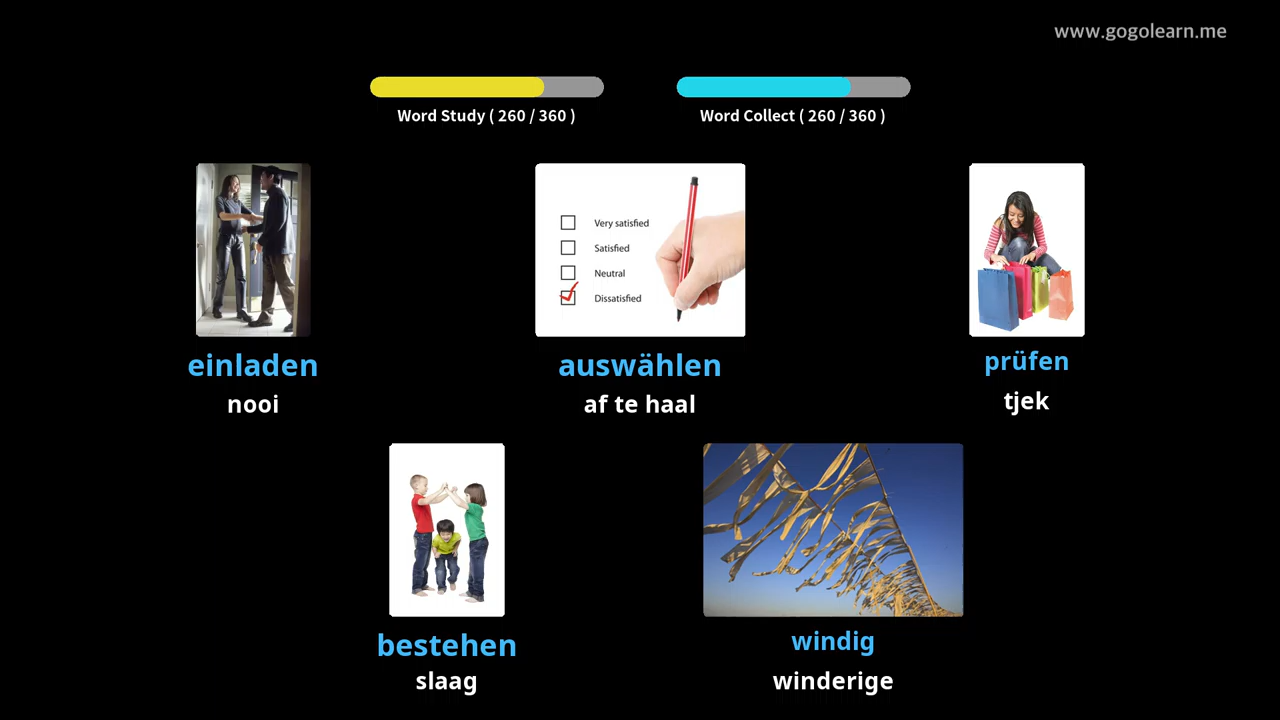 www.gogolearn.me
Word Study ( 260 / 360 )
Word Collect ( 260 / 360 )
Very satisfied
Satisfied
Neutral
Dissatisfied
einladen
nooi
auswählen
af te haal
prüfen
tjek
bestehen
slaag
windig
winderige